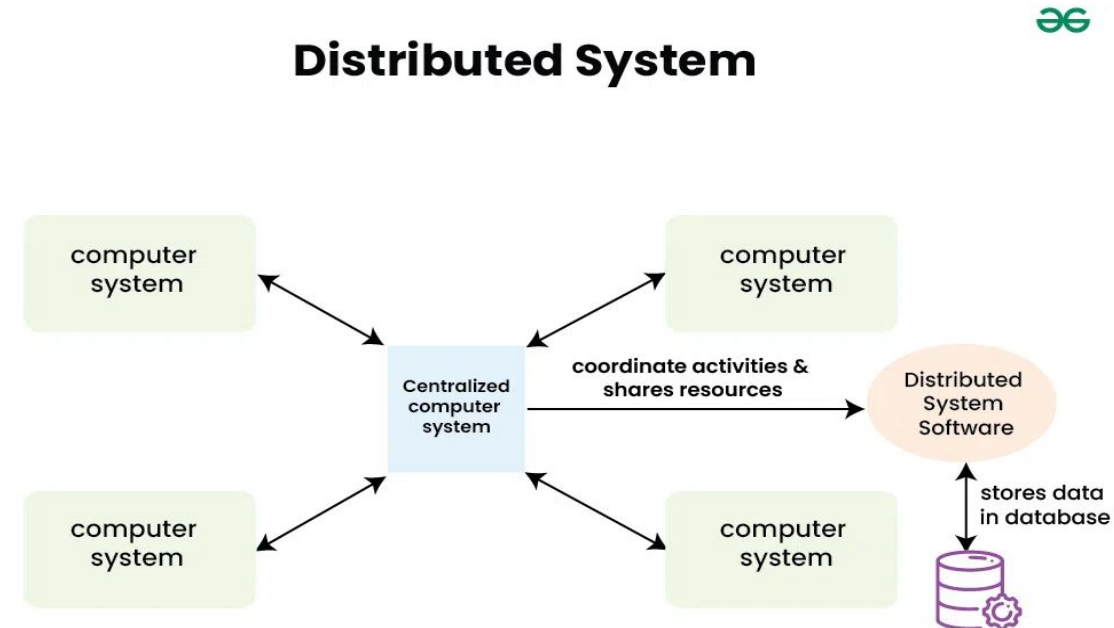 Distributed System
computer
system
computer
system
coordinate activities &
shares resources
Centralized
computer
system
Distributed
System
Software
stores data
in database
computer
system
computer
system